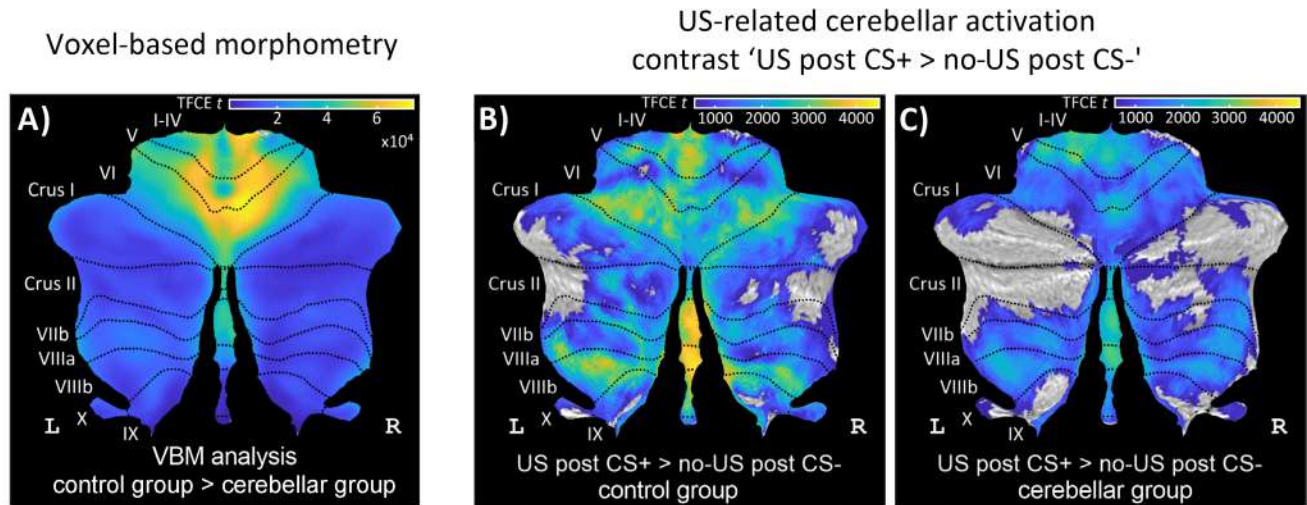 Voxel-based morphometry
US-related cerebellar activation
contrast ‘US post CS+ > no-US post CS-'
A)
TFCE t
2 4 6
x10⁴
I-IV
V
VI
Crus I
Crus II
VIIb
VIIIa
VIIIb
X
IX
L
R
VBM analysis
control group > cerebellar group
B)
TFCE t
1000 2000 3000 4000
I-IV
V
VI
Crus I
Crus II
VIIb
VIIIa
VIIIb
X
IX
L
R
US post CS+ > no-US post CS-
control group
C)
TFCE t
1000 2000 3000 4000
I-IV
V
VI
Crus I
Crus II
VIIb
VIIIa
VIIIb
X
IX
L
R
US post CS+ > no-US post CS-
cerebellar group